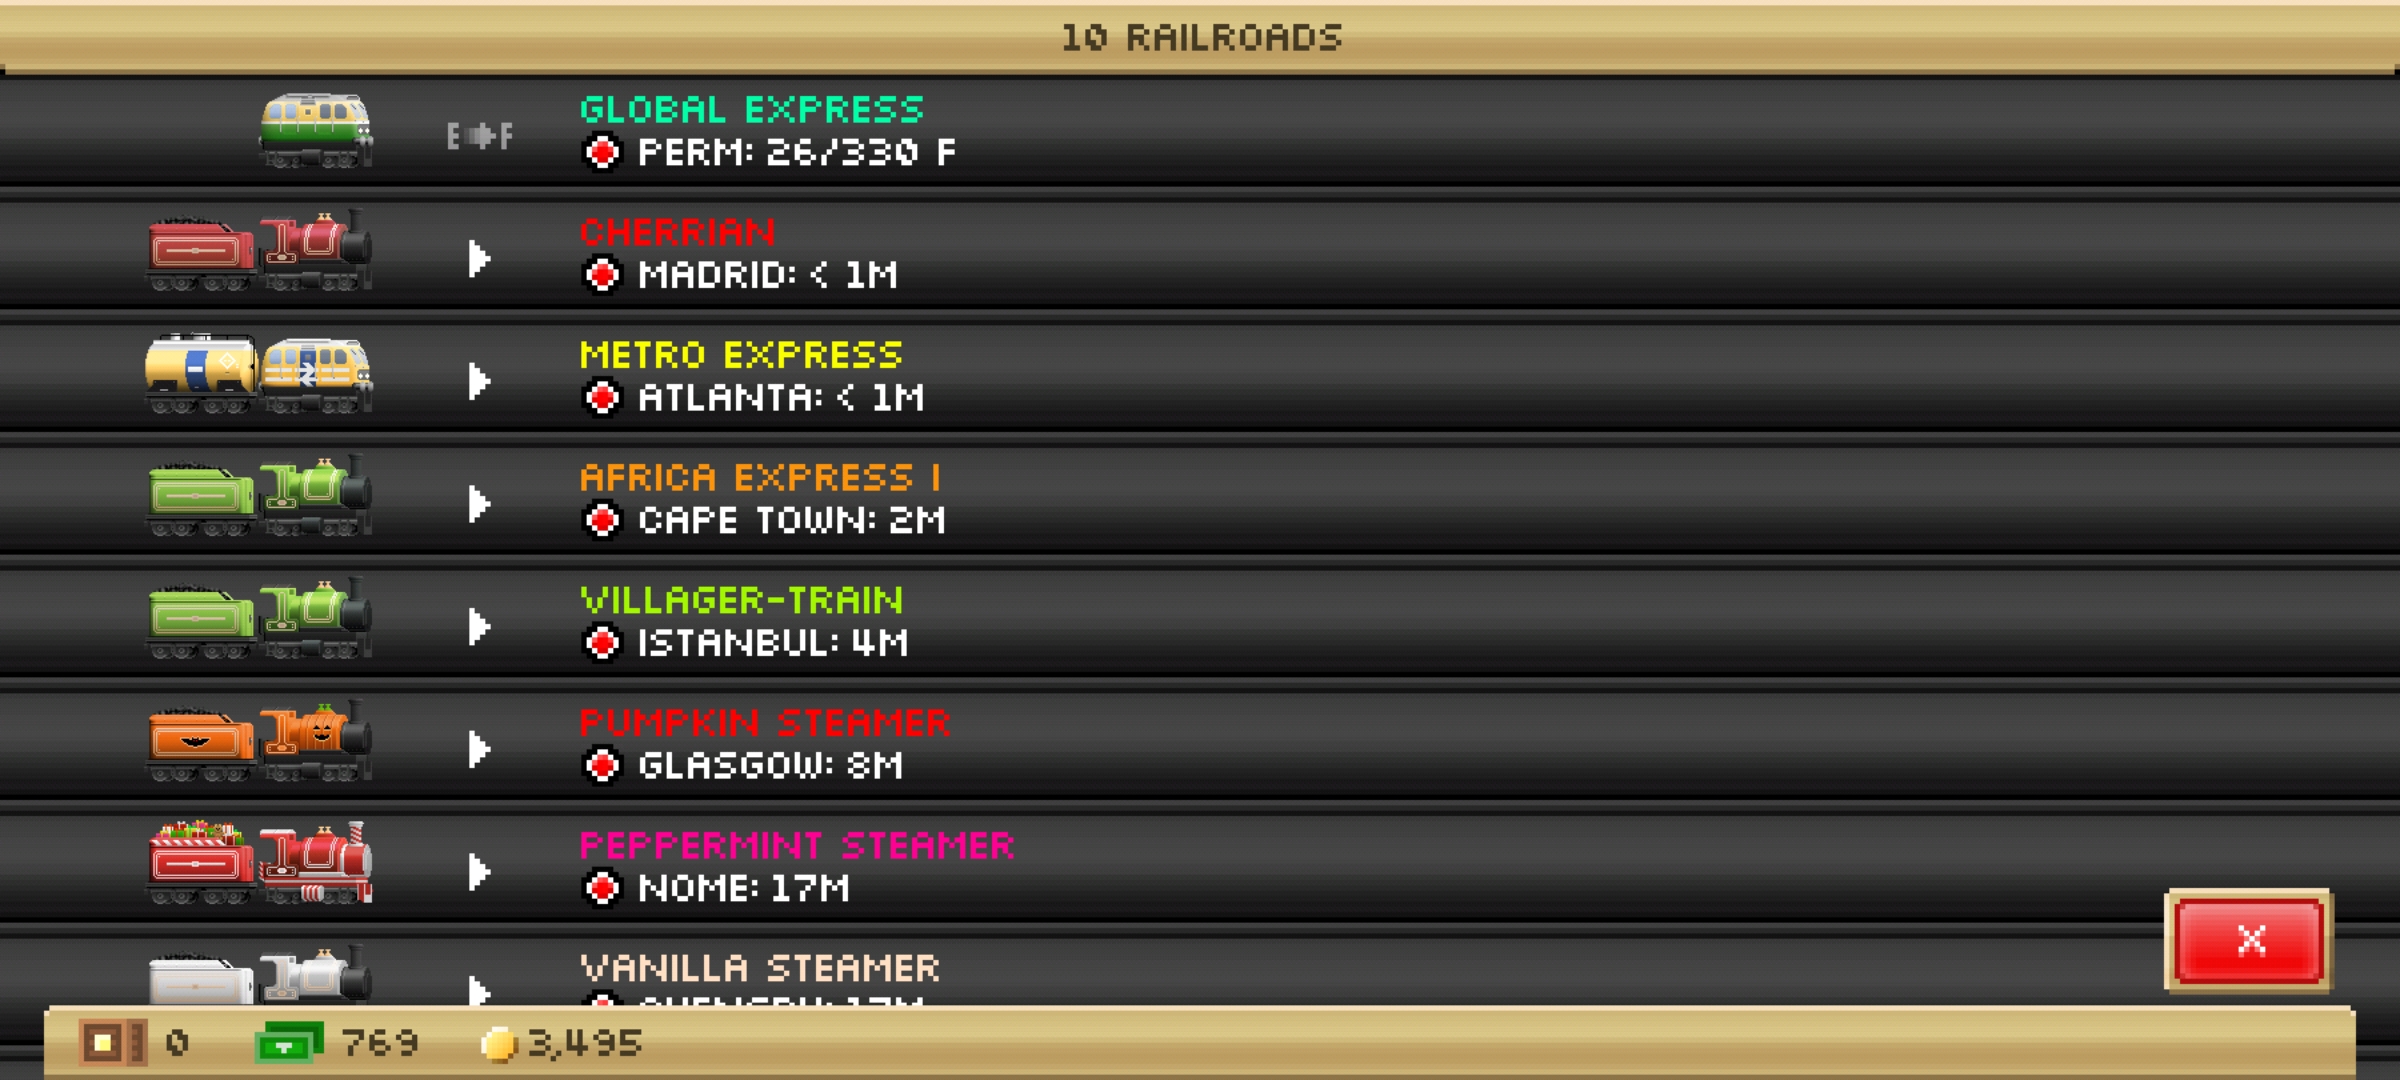 10 RAILROADS
GLOBAL EXPRESS
E F
PERM: 26/330 F
CHERRIAN
MADRID: < 1M
METRO EXPRESS
ATLANTA: < 1M
AFRICA EXPRESS I
CAPE TOWN: 2M
VILLAGER-TRAIN
ISTANBUL: 4M
PUMPKIN STEAMER
GLASGOW: 8M
PEPPERMINT STEAMER
NOME: 17M
VANILLA STEAMER
X
0 769 3,495